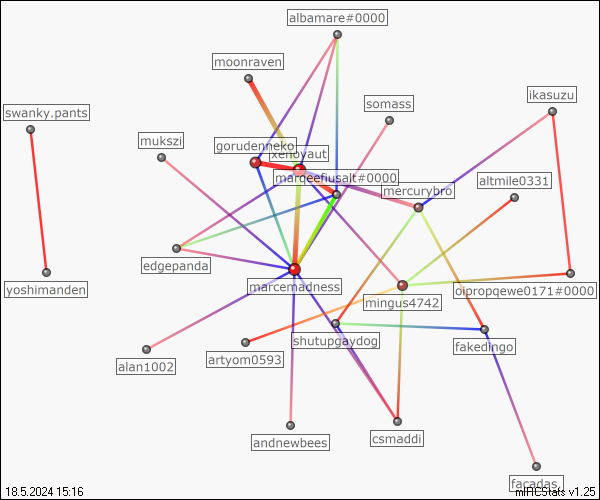 albamare#0000
moonraven
ikasuzu
somass
swanky.pants
mukszi
gorudenneko
xenoyaut
marqeefusalt#0000
altmile0331
mercurybro
edgepanda
marcemadness
yoshimanden
oipropqewe0171#0000
mingus4742
shutupgaydog
fakedingo
artyom0593
alan1002
andnewbees
csmaddi
facadas.
18.5.2024 15:16
mIRCStats v1.25